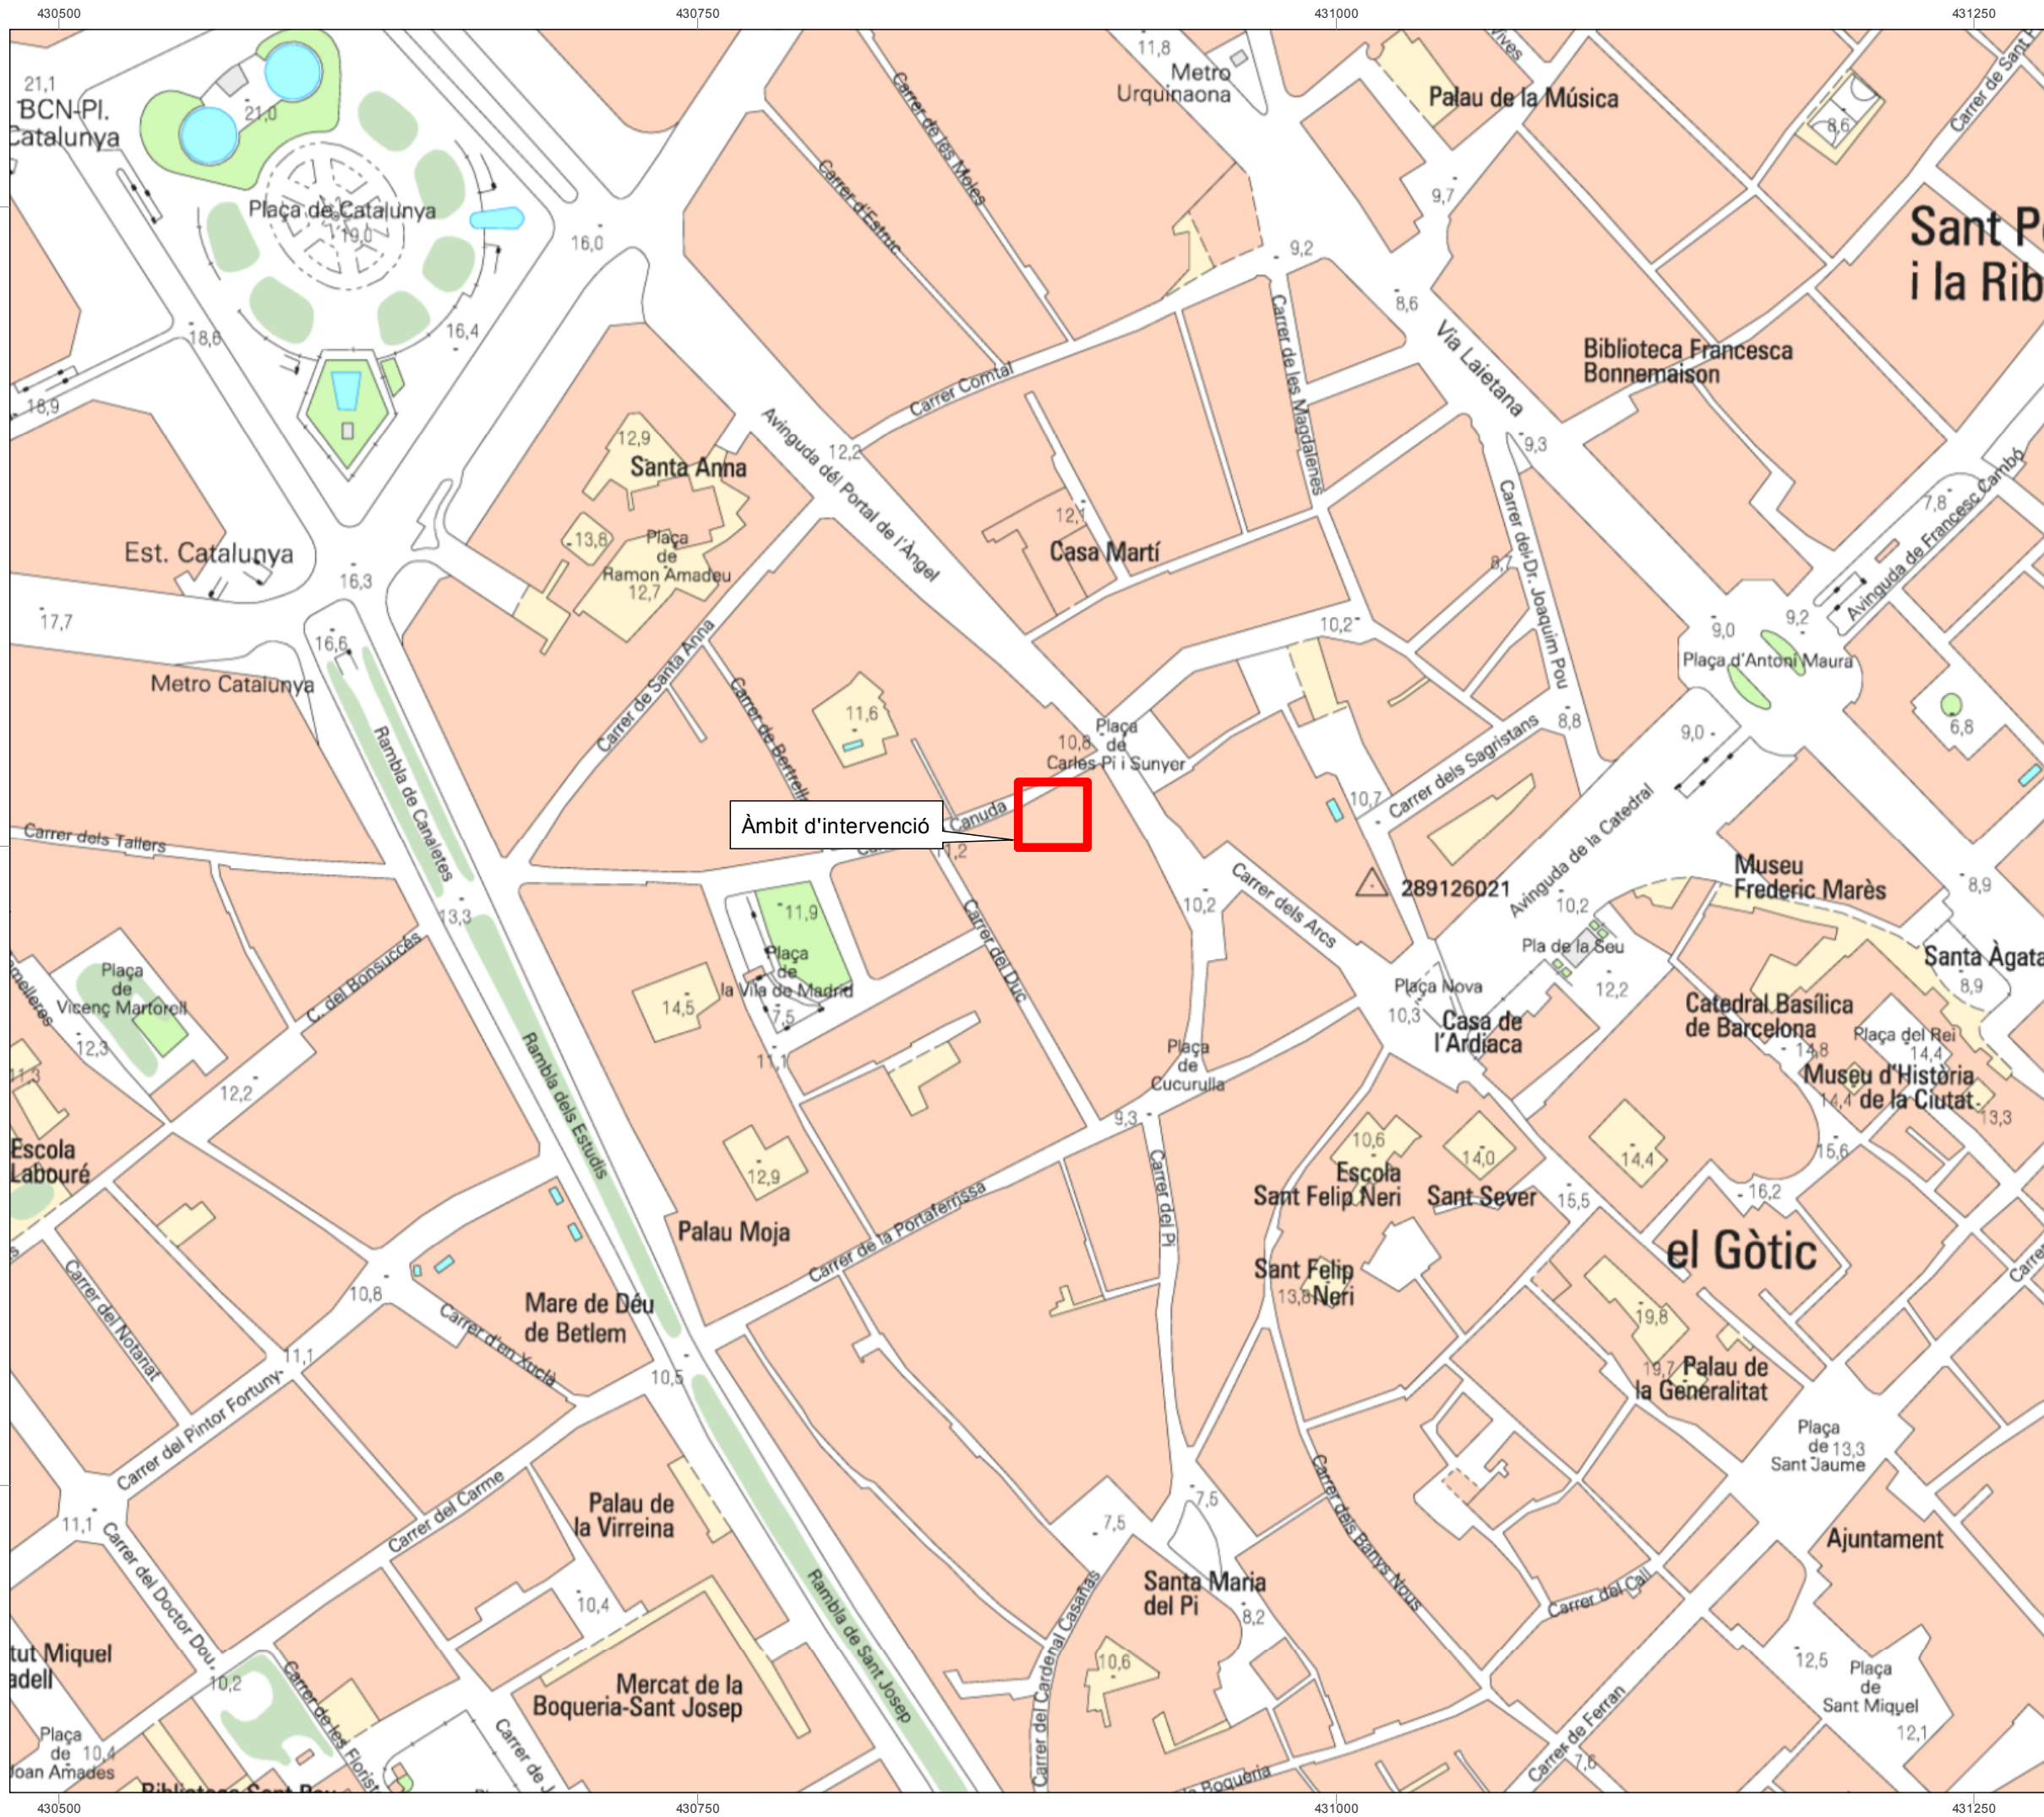 430500
430750
431000
431250
21,1
BCN-Pl.
Catalunya
21,0
Plaça de Catalunya
19,0
16,0
16,4
18,6
18,9
Carrer de les Moles
Carrer d'Estruc
11,8
Metro
Urquinaona
Palau de la Música
8,6
Carrer de Sant P
Vives
9,7
9,2
8,6
Sant P
i la Rib
Via Laietana
Biblioteca Francesca
Bonnemaison
Carrer de les Magdalenes
Carrer Comtal
12,2
Avinguda del Portal de l'Àngel
12,9
Santa Anna
13,8
Plaça
de
Ramon Amadeu
12,7
12,1
Casa Martí
9,3
Carrer del Dr. Joaquim Pou
8,7
7,8
Avinguda de Francesc Cambó
Est. Catalunya
16,3
17,7
16,6
Metro Catalunya
Rambla de Canaletes
Carrer de Santa Anna
Carrer de Bertrellans
11,6
10,2
9,0
9,2
Plaça d'Antoni Maura
6,8
9,0
8,8
Carrer dels Sagristans
10,7
Plaça
10,8
de
Carles Pi i Sunyer
Canuda
Àmbit d'intervenció
11,2
Carrer dels Tallers
13,3
11,9
Plaça
de
la Vila de Madrid
7,5
14,5
11,1
Carrer del Duc
10,2
Carrer dels Arcs
289126021
Avinguda de la Catedral
10,2
Pla de la Seu
12,2
Museu
Frederic Marès
8,9
Santa Àgata
8,9
Plaça Nova
10,3
Casa de
l'Ardiaca
Catedral Basílica
de Barcelona
Plaça del Rei
14,8
14,4
Museu d'Història
de la Ciutat
14,4
13,3
Plaça
de
Vicenç Martorell
12,3
C. del Bonsuccés
12,2
11,3
Escola
Labouré
Rambla dels Estudis
12,9
Palau Moja
Plaça
de
Cucurulla
9,3
Carrer de la Portaferrissa
Carrer del Pi
10,6
Escola
Sant Felip Neri
14,0
Sant Sever
14,4
15,6
15,5
16,2
el Gòtic
Sant Felip
Neri
13,8
19,8
19,7
Palau de
la Generalitat
Carrer del Notariat
10,8
Carrer d'en Xuclà
Mare de Déu
de Betlem
10,5
11,1
Carrer del Pintor Fortuny
Plaça
de
13,3
Sant Jaume
Ajuntament
Carrer del Carme
11,1
Carrer del Doctor Dou
Palau de
la Virreina
10,4
Rambla de Sant Josep
7,5
7,5
Carrer dels Banys Nous
Santa Maria
del Pi
8,2
Carrer del Cardenal Casañas
10,6
Carrer del Call
12,5
Plaça
de
Sant Miquel
12,1
Carrer de Ferran
7,6
tut Miquel
adell
10,2
Carrer de les Florist
Mercat de la
Boqueria-Sant Josep
Plaça
de
10,4
Joan Amades
Carrer de J
Boqueria
430500
430750
431000
431250